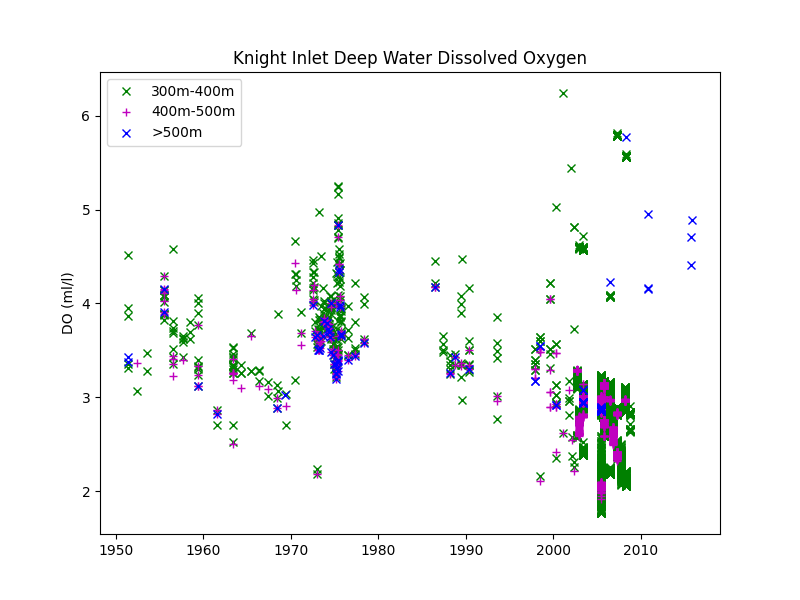 Knight Inlet Deep Water Dissolved Oxygen
300m-400m
400m-500m
>500m
DO (ml/l)
6
5
4
3
2
1950 1960 1970 1980 1990 2000 2010